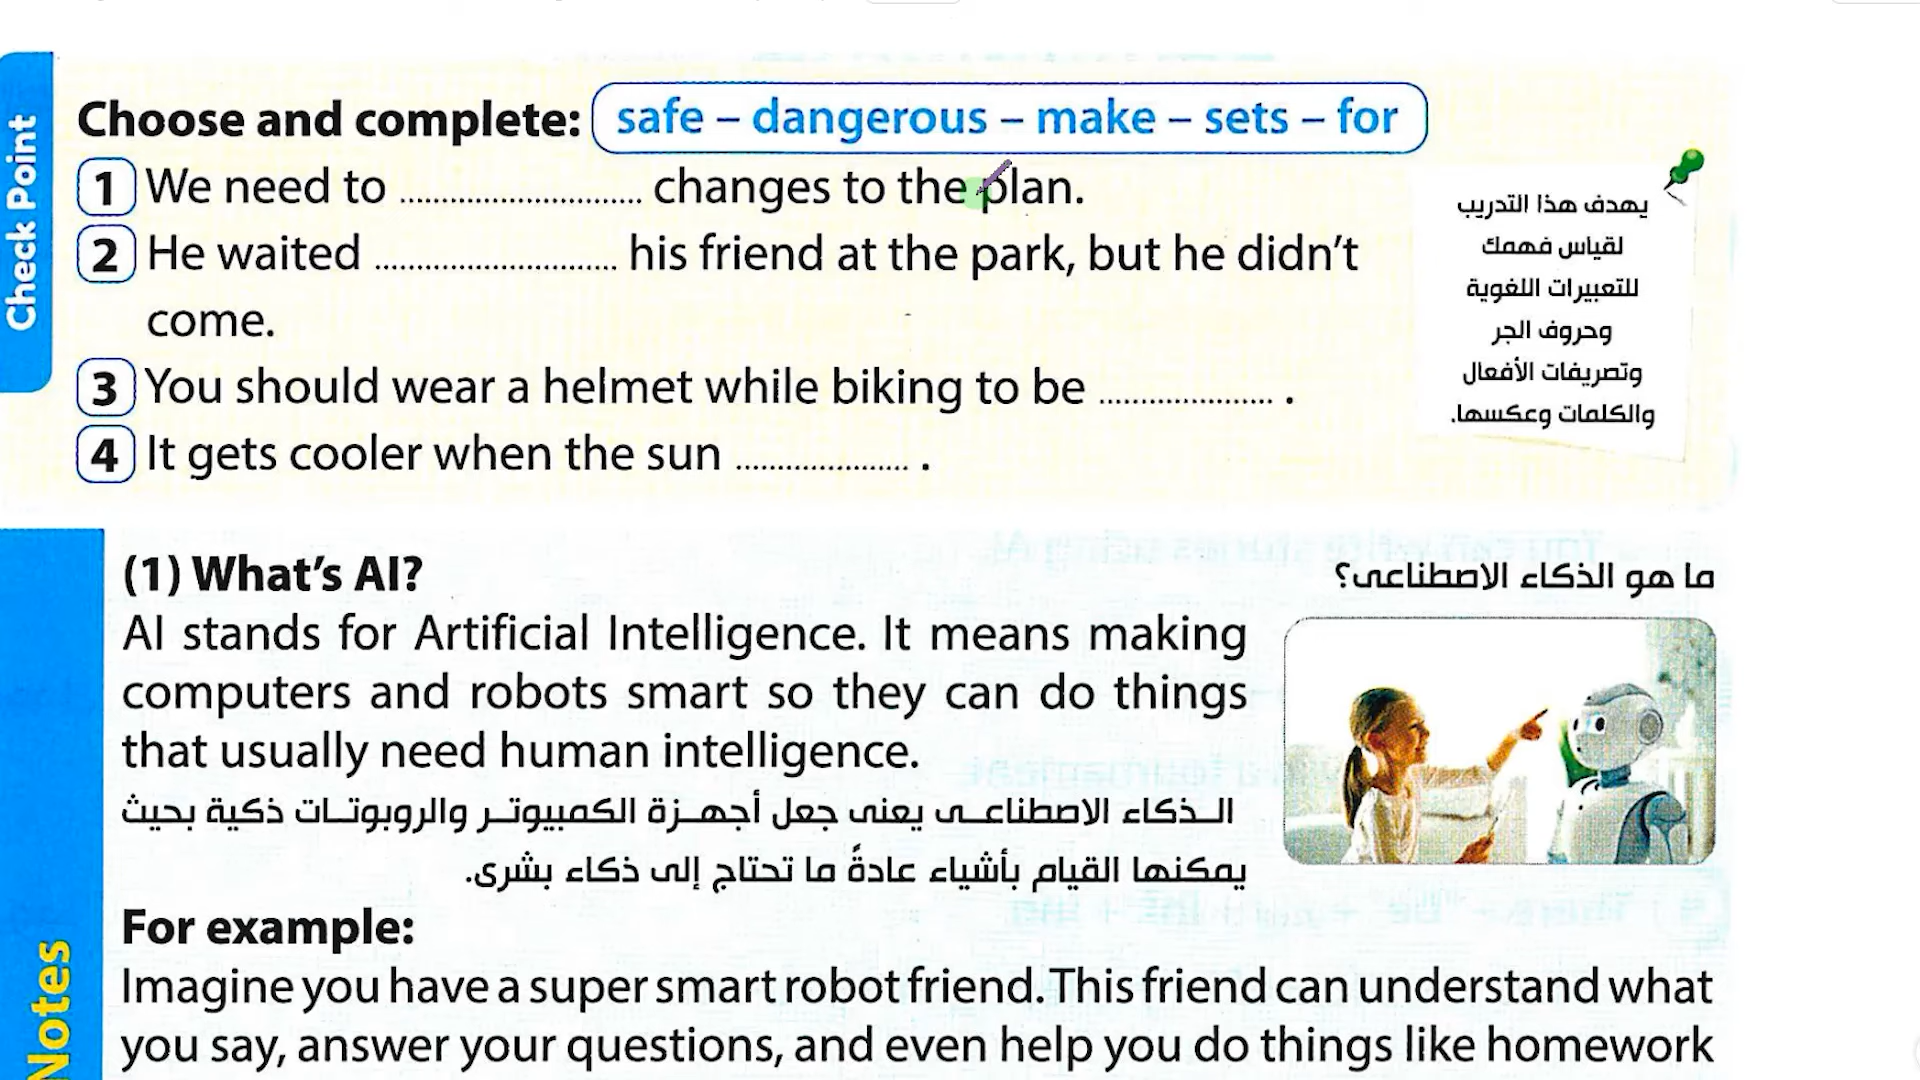 Check Point
Choose and complete: safe – dangerous – make – sets – for
1 We need to ........................... changes to the plan.
2 He waited ........................... his friend at the park, but he didn't
come.
3 You should wear a helmet while biking to be ................... .
4 It gets cooler when the sun ................... .
يهدف هذا التدريب
لقياس فهمك
للتعبيرات اللغوية
وحروف الجر
وتصريفات الأفعال
والكلمات وعكسها.
Notes
(1) What's AI?
ما هو الذكاء الاصطناعى؟
AI stands for Artificial Intelligence. It means making
computers and robots smart so they can do things
that usually need human intelligence.
الـذكاء الاصطناعـى يعنى جعل أجهـزة الكمبيوتـر والروبوتـات ذكية بحيث
يمكنها القيام بأشياء عادةً ما تحتاج إلى ذكاء بشرى.
For example:
Imagine you have a super smart robot friend. This friend can understand what
you say, answer your questions, and even help you do things like homework